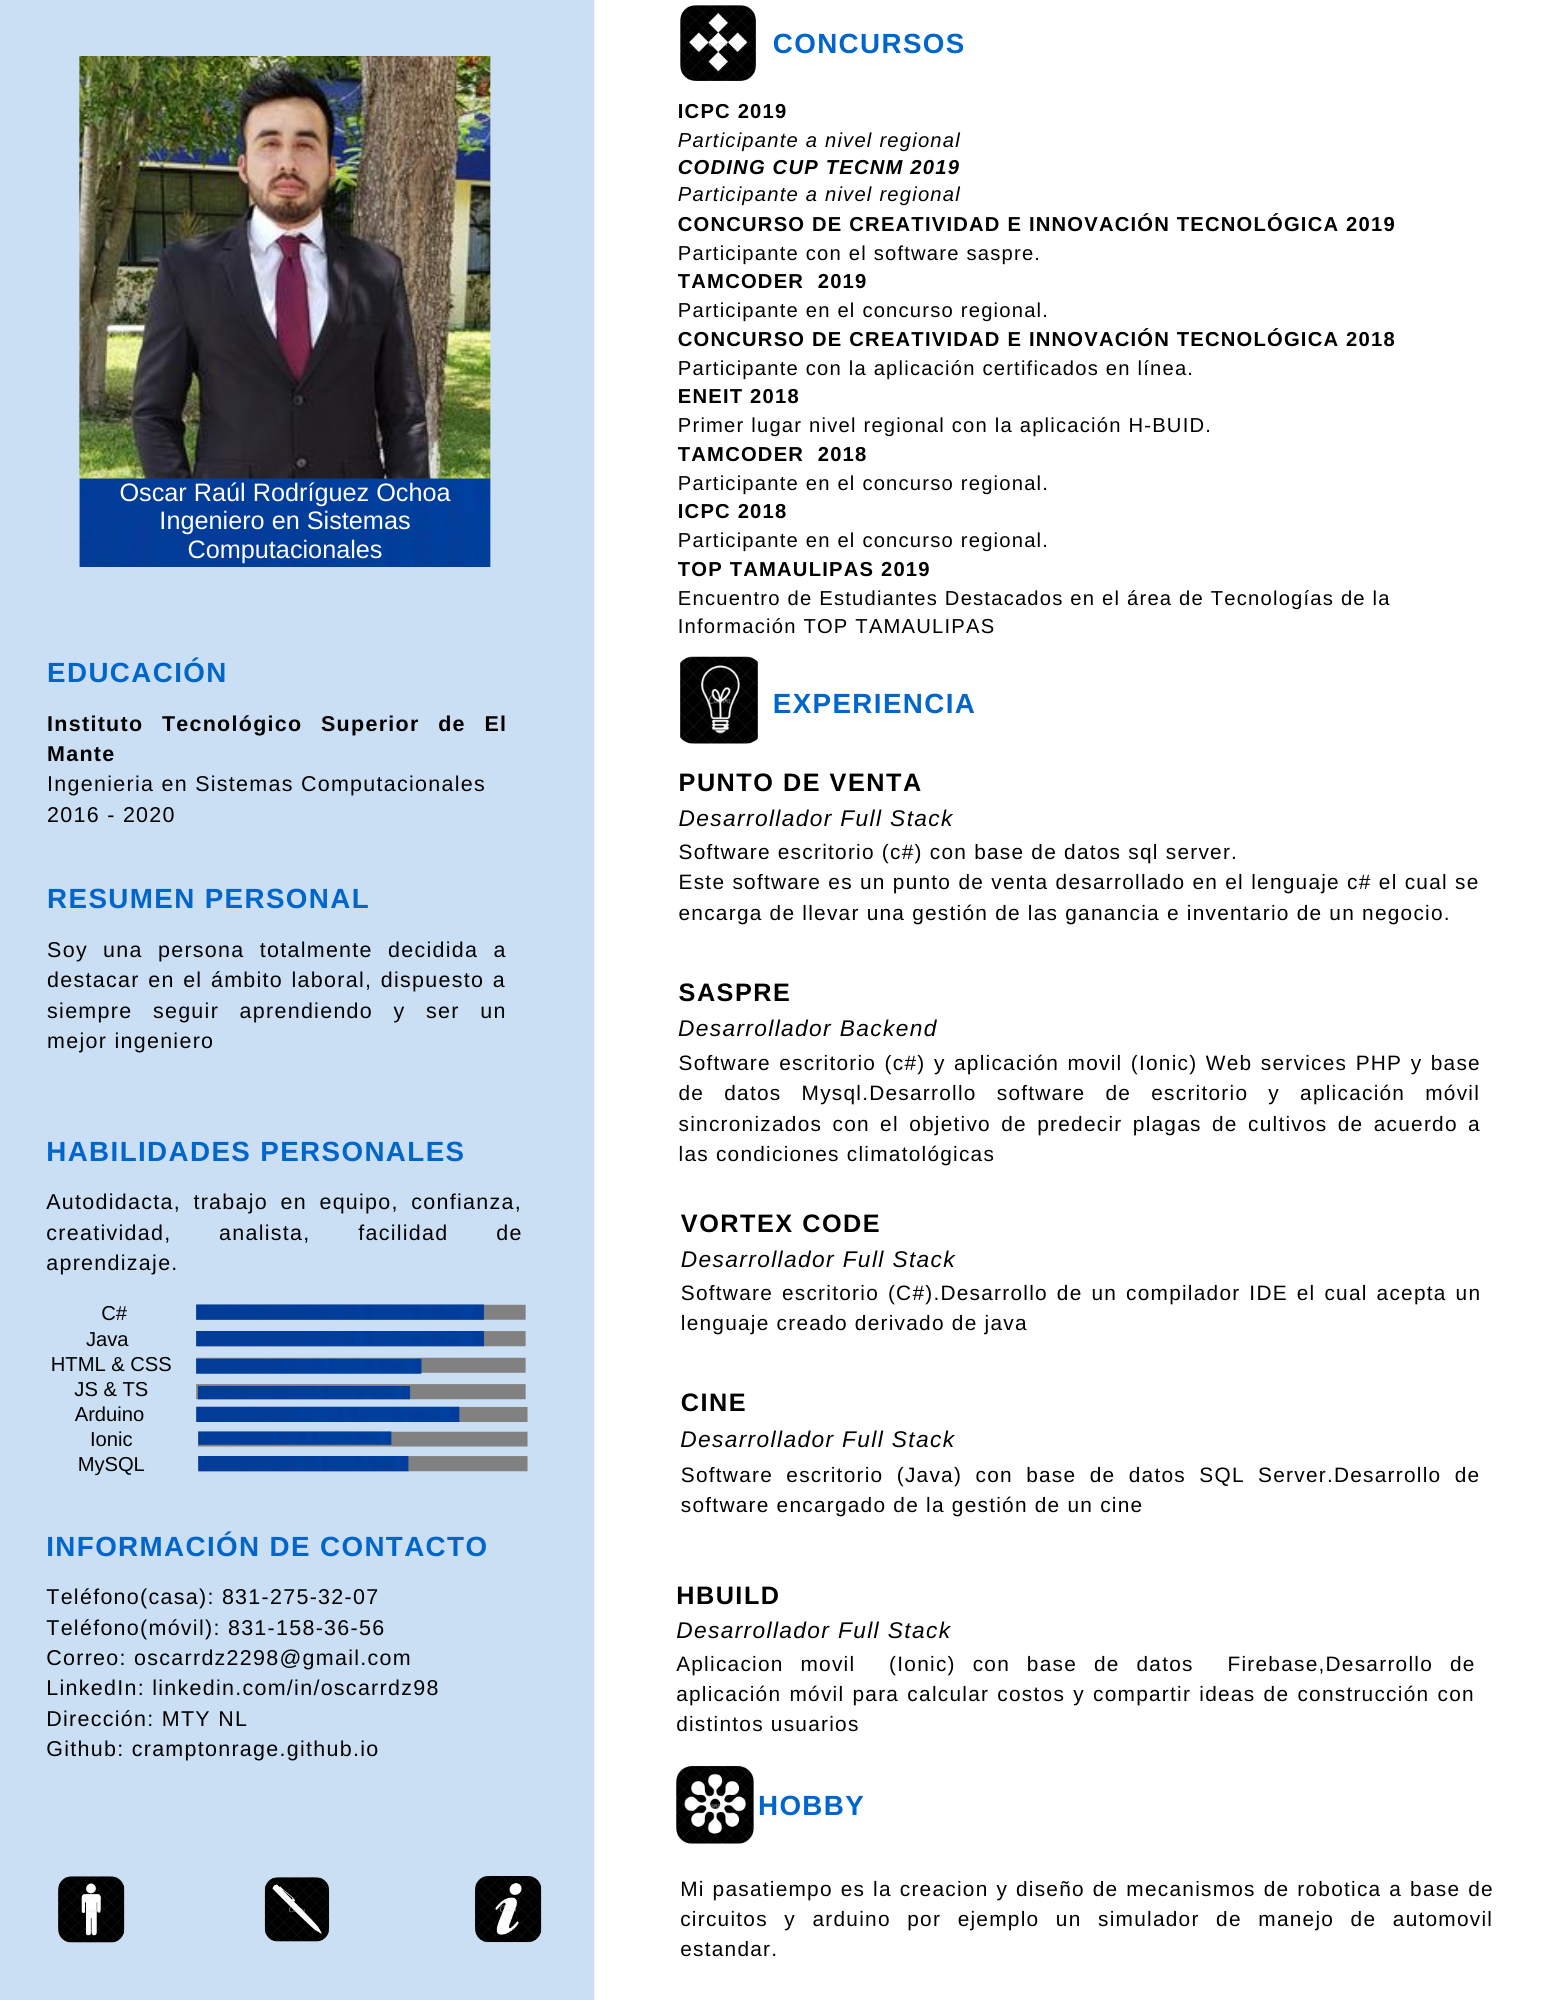 Oscar Raúl Rodríguez Ochoa
Ingeniero en Sistemas
Computacionales
EDUCACIÓN
Instituto Tecnológico Superior de El
Mante
Ingenieria en Sistemas Computacionales
2016 - 2020
RESUMEN PERSONAL
Soy una persona totalmente decidida a
destacar en el ámbito laboral, dispuesto a
siempre seguir aprendiendo y ser un
mejor ingeniero
HABILIDADES PERSONALES
Autodidacta, trabajo en equipo, confianza,
creatividad, analista, facilidad de
aprendizaje.
C#
Java
HTML & CSS
JS & TS
Arduino
Ionic
MySQL
INFORMACIÓN DE CONTACTO
Teléfono(casa): 831-275-32-07
Teléfono(móvil): 831-158-36-56
Correo: oscarrdz2298@gmail.com
LinkedIn: linkedin.com/in/oscarrdz98
Dirección: MTY NL
Github: cramptonrage.github.io
CONCURSOS
ICPC 2019
Participante a nivel regional
CODING CUP TECNM 2019
Participante a nivel regional
CONCURSO DE CREATIVIDAD E INNOVACIÓN TECNOLÓGICA 2019
Participante con el software saspre.
TAMCODER  2019
Participante en el concurso regional.
CONCURSO DE CREATIVIDAD E INNOVACIÓN TECNOLÓGICA 2018
Participante con la aplicación certificados en línea.
ENEIT 2018
Primer lugar nivel regional con la aplicación H-BUID.
TAMCODER  2018
Participante en el concurso regional.
ICPC 2018
Participante en el concurso regional.
TOP TAMAULIPAS 2019
Encuentro de Estudiantes Destacados en el área de Tecnologías de la
Información TOP TAMAULIPAS
EXPERIENCIA
PUNTO DE VENTA
Desarrollador Full Stack
Software escritorio (c#) con base de datos sql server.
Este software es un punto de venta desarrollado en el lenguaje c# el cual se
encarga de llevar una gestión de las ganancia e inventario de un negocio.
SASPRE
Desarrollador Backend
Software escritorio (c#) y aplicación movil (Ionic) Web services PHP y base
de datos Mysql.Desarrollo software de escritorio y aplicación móvil
sincronizados con el objetivo de predecir plagas de cultivos de acuerdo a
las condiciones climatológicas
VORTEX CODE
Desarrollador Full Stack
Software escritorio (C#).Desarrollo de un compilador IDE el cual acepta un
lenguaje creado derivado de java
CINE
Desarrollador Full Stack
Software escritorio (Java) con base de datos SQL Server.Desarrollo de
software encargado de la gestión de un cine
HBUILD
Desarrollador Full Stack
Aplicacion movil  (Ionic) con base de datos  Firebase,Desarrollo de
aplicación móvil para calcular costos y compartir ideas de construcción con
distintos usuarios
HOBBY
Mi pasatiempo es la creacion y diseño de mecanismos de robotica a base de
circuitos y arduino por ejemplo un simulador de manejo de automovil
estandar.